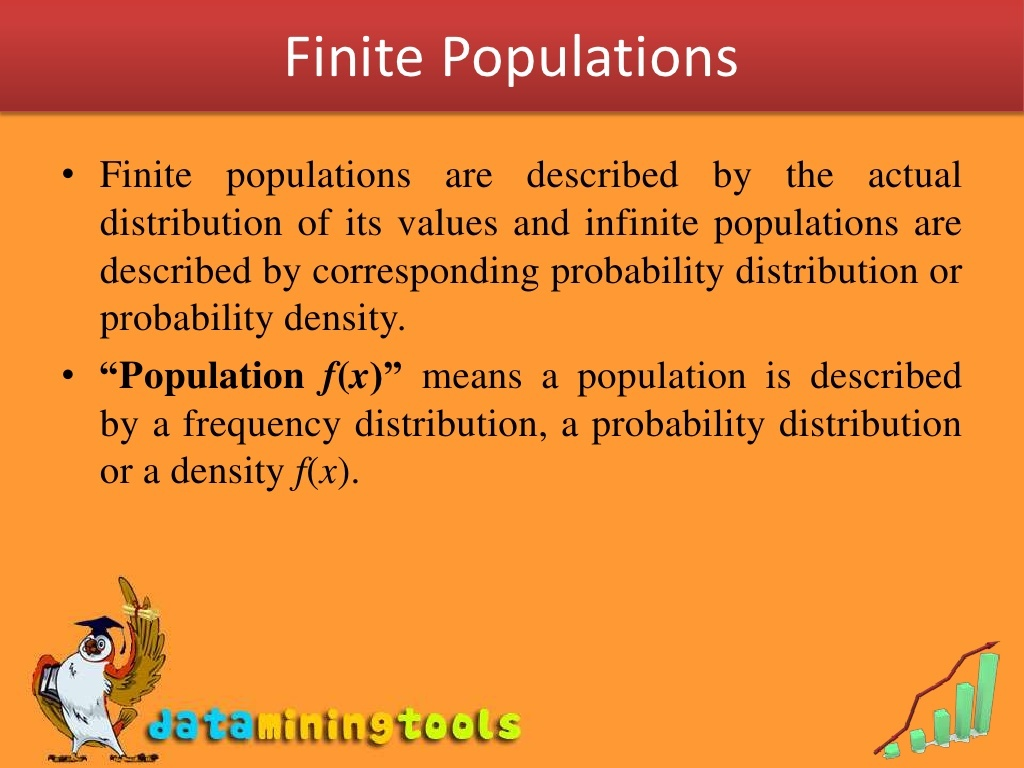 Finite Populations
• Finite populations are described by the actual
distribution of its values and infinite populations are
described by corresponding probability distribution or
probability density.
• “Population f(x)” means a population is described
by a frequency distribution, a probability distribution
or a density f(x).
dataminingtools